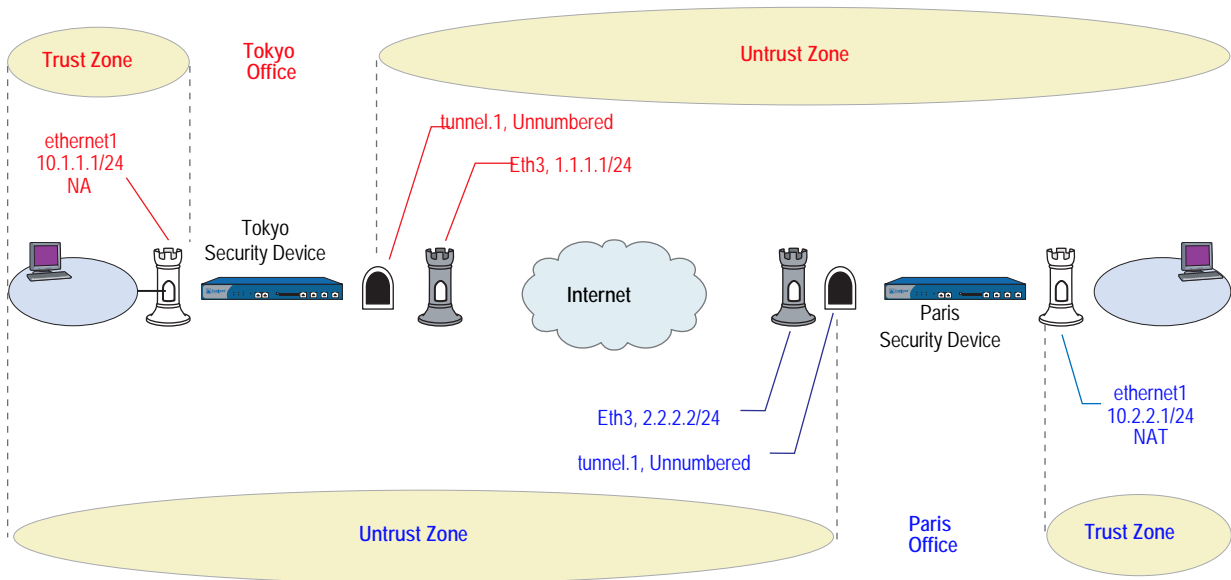 Trust Zone
Tokyo
Office
Untrust Zone
tunnel.1, Unnumbered
Eth3, 1.1.1.1/24
ethernet1
10.1.1.1/24
NA
Tokyo
Security Device
Internet
Paris
Security Device
Eth3, 2.2.2.2/24
tunnel.1, Unnumbered
ethernet1
10.2.2.1/24
NAT
Untrust Zone
Paris
Office
Trust Zone